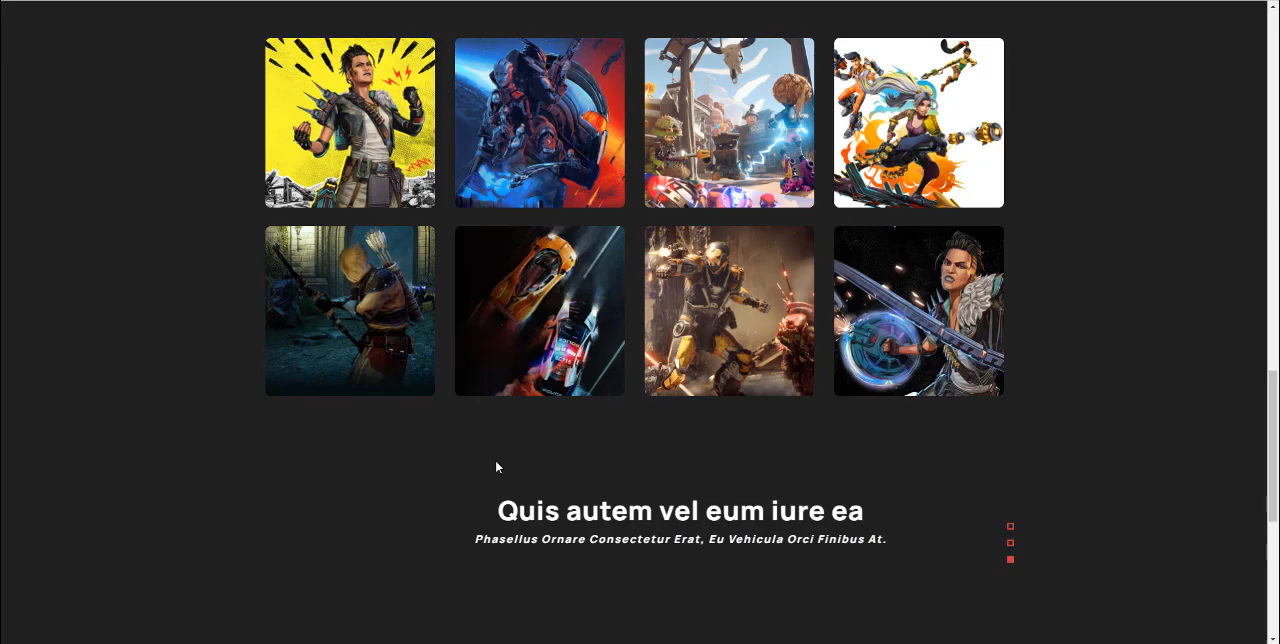 Quis autem vel eum iure ea
Phasellus Ornare Consectetur Erat, Eu Vehicula Orci Finibus At.